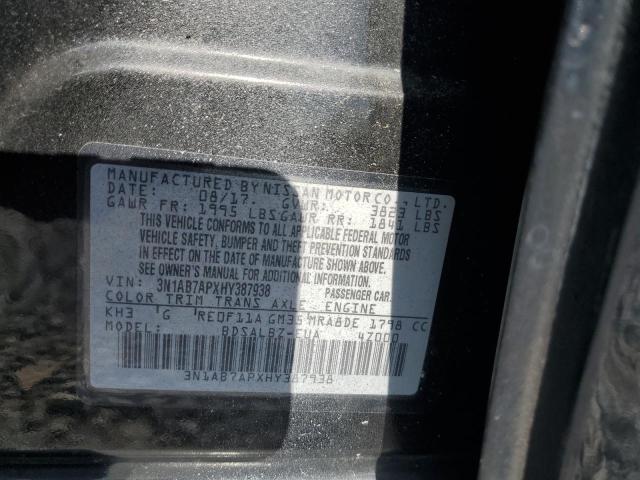 MANUFACTURED BY NISSAN MOTOR CO., LTD.
DATE: 08/17. GVWR: 3823 LBS
GAWR FR: 1995 LBS GAWR RR: 1841 LBS
THIS VEHICLE CONFORMS TO ALL APPLICABLE FEDERAL MOTOR
VEHICLE SAFETY, BUMPER AND THEFT PREVENTION STANDARDS
IN EFFECT ON THE DATE OF MANUFACTURE SHOWN ABOVE.
SEE OWNER'S MANUAL FOR ADDITIONAL INFORMATION.
VIN: 3N1AB7APXHY387938 PASSENGER CAR.
COLOR TRIM TRANS AXLE ENGINE
KH3 G RE0F11A GM35 MRA8DE 1798 CC
MODEL: BDSALBZ-EUA 47000
3N1AB7APXHY387938